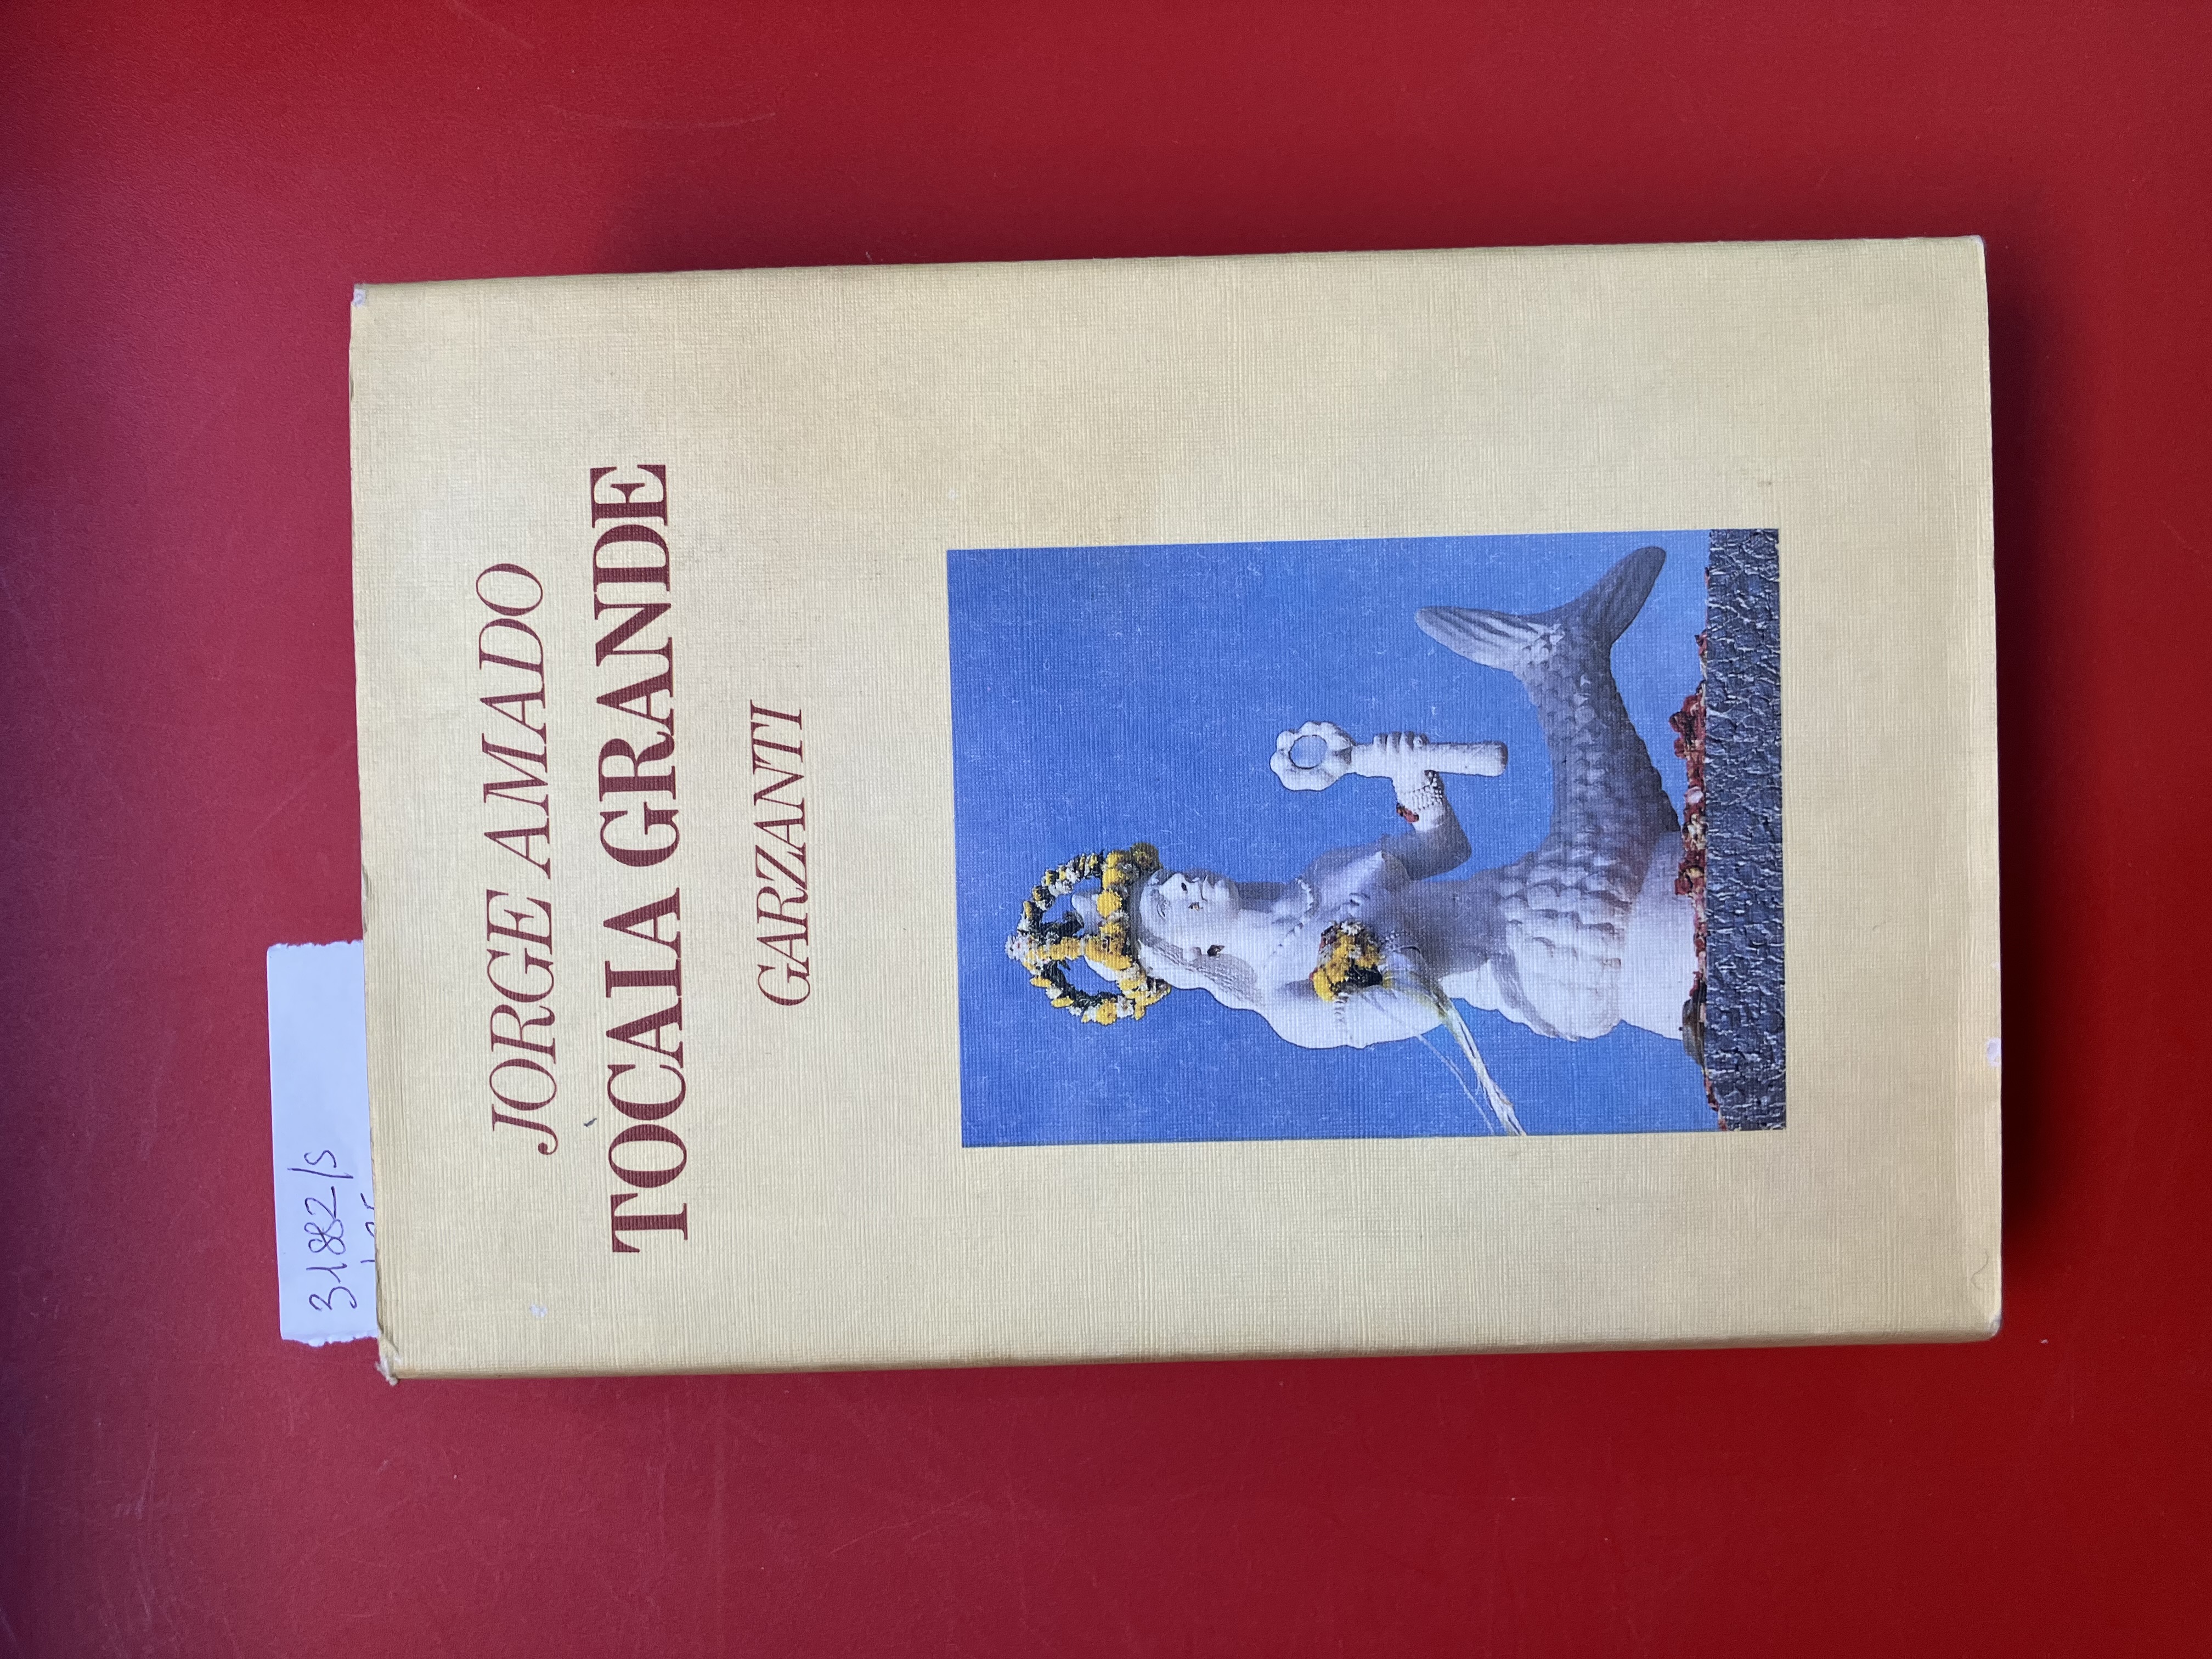 31882/s
JORGE AMADO
TOCAIA GRANDE
GARZANTI